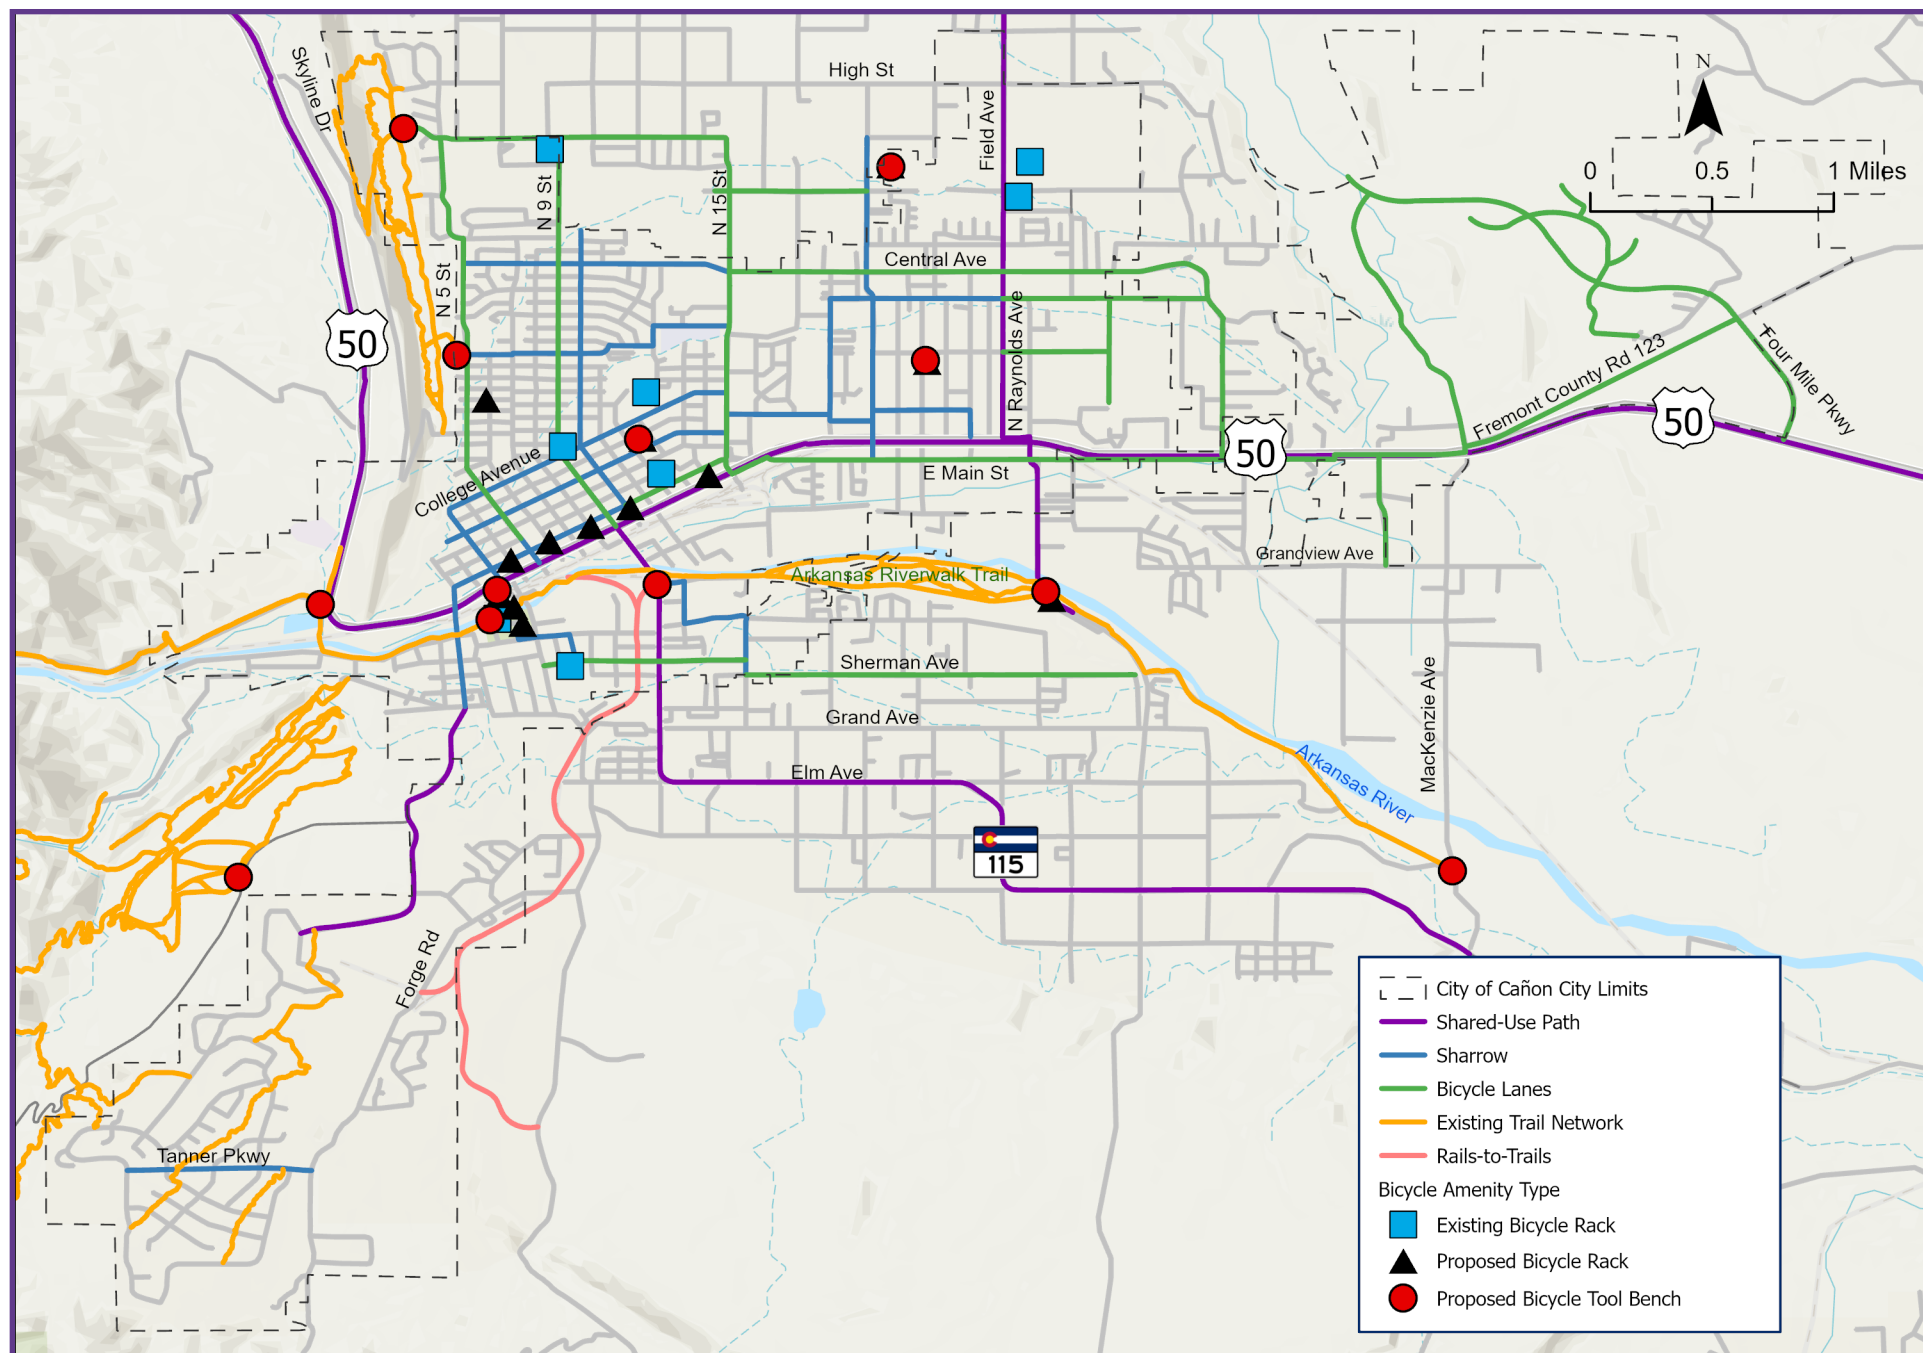 High St
Skyline Dr
Field Ave
N
0 0.5 1 Miles
N 9 St
N 15 St
N 5 St
Central Ave
50
N Raynolds Ave
Fremont County Rd 123
Four Mile Pkwy
50
50
College Avenue
E Main St
Grandview Ave
Arkansas Riverwalk Trail
Sherman Ave
Grand Ave
Elm Ave
MacKenzie Ave
Arkansas River
115
Forge Rd
Tanner Pkwy
City of Cañon City Limits
Shared-Use Path
Sharrow
Bicycle Lanes
Existing Trail Network
Rails-to-Trails
Bicycle Amenity Type
Existing Bicycle Rack
Proposed Bicycle Rack
Proposed Bicycle Tool Bench